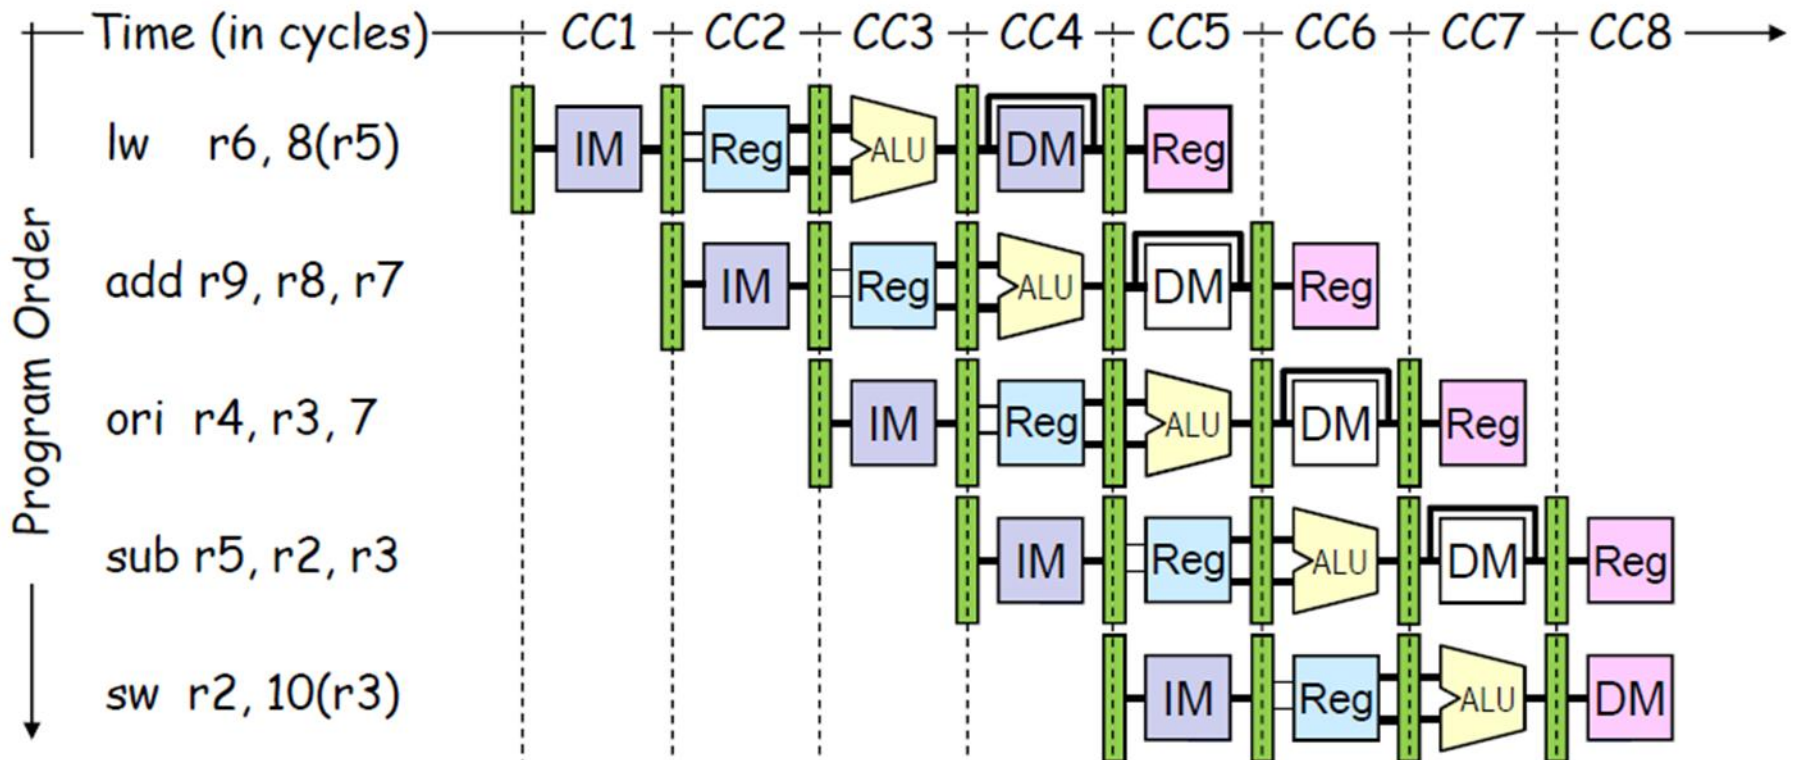 Time (in cycles) CC1 CC2 CC3 CC4 CC5 CC6 CC7 CC8
Program Order
lw r6, 8(r5) IM Reg ALU DM Reg
add r9, r8, r7 IM Reg ALU DM Reg
ori r4, r3, 7 IM Reg ALU DM Reg
sub r5, r2, r3 IM Reg ALU DM Reg
sw r2, 10(r3) IM Reg ALU DM